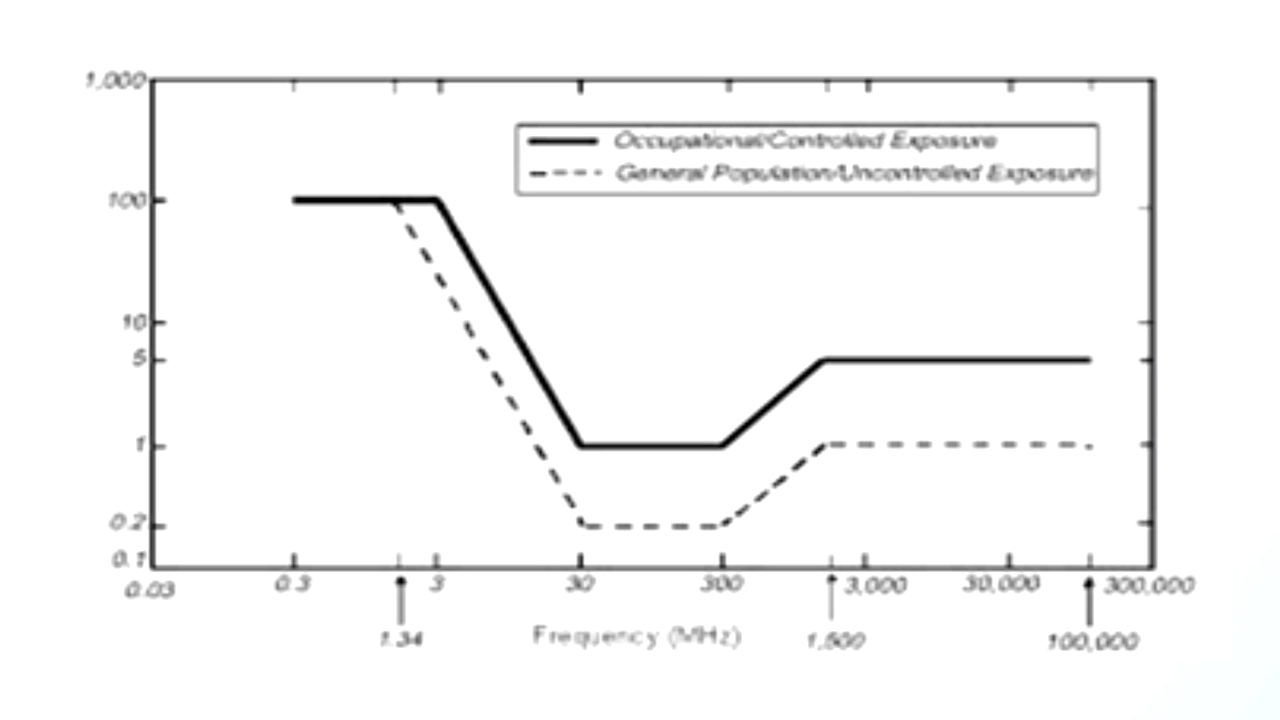 1,000
Occupational/Controlled Exposure
General Population/Uncontrolled Exposure
100
10
5
1
0.2
0.1
0.03 0.3 3 30 300 3,000 30,000 300,000
1.34 Frequency (MHz) 1,500 100,000